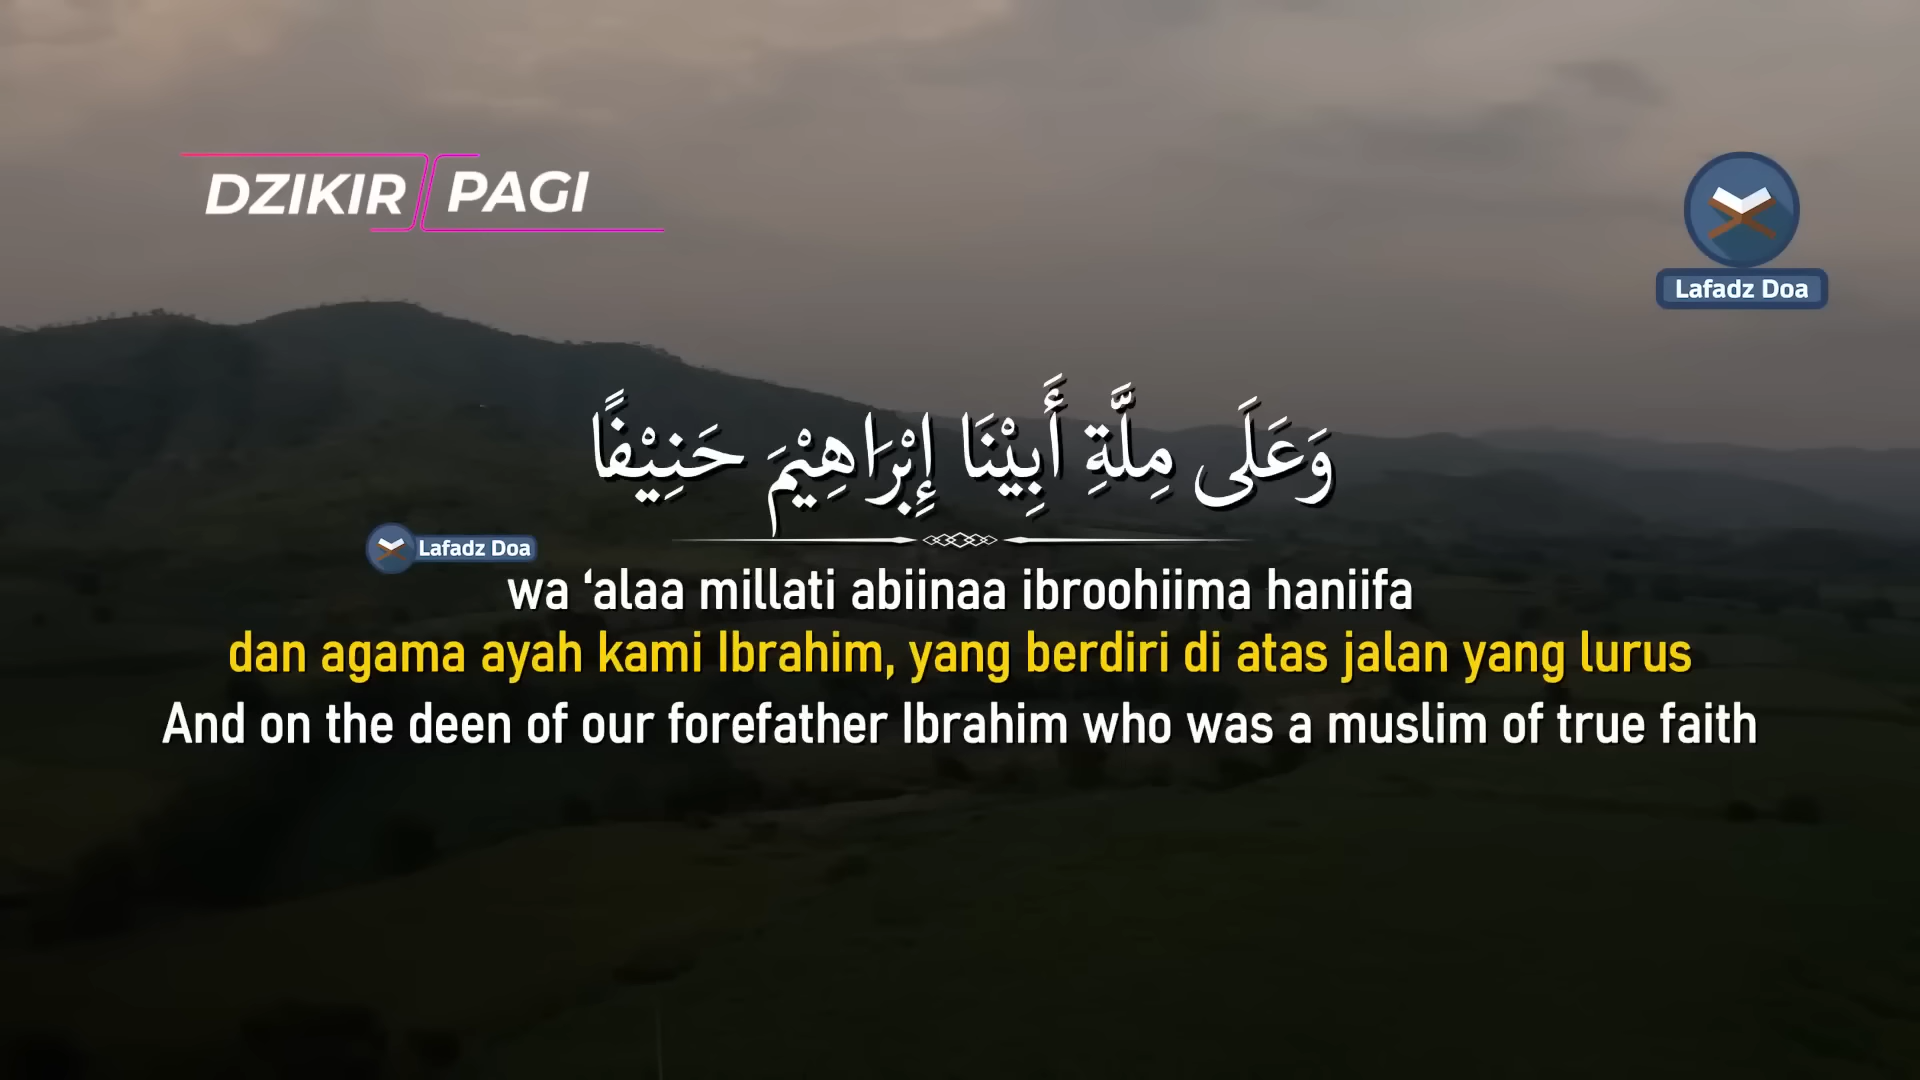 DZIKIR PAGI
Lafadz Doa
وَعَلَى مِلَّةِ أَبِيْنَا إِبْرَاهِيْمَ حَنِيْفًا
Lafadz Doa
wa ‘alaa millati abiinaa ibroohiima haniifa
dan agama ayah kami Ibrahim, yang berdiri di atas jalan yang lurus
And on the deen of our forefather Ibrahim who was a muslim of true faith